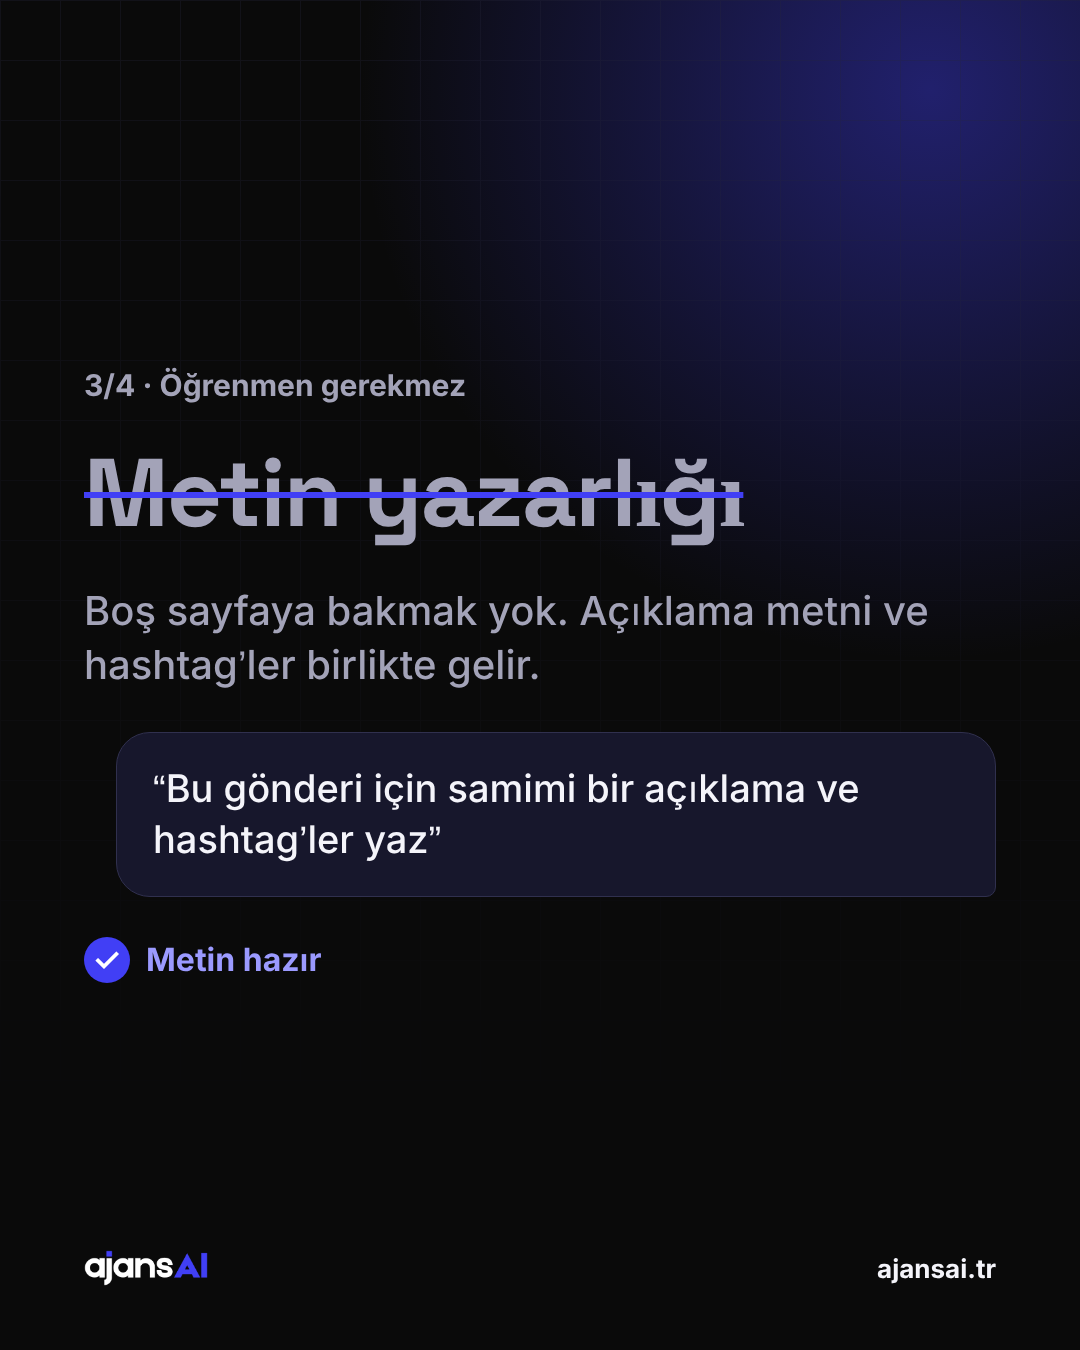 3/4 · Öğrenmen gerekmez
Metin yazarlığı
Boş sayfaya bakmak yok. Açıklama metni ve
hashtag’ler birlikte gelir.
“Bu gönderi için samimi bir açıklama ve
hashtag’ler yaz”
Metin hazır
ajansAI
ajansai.tr